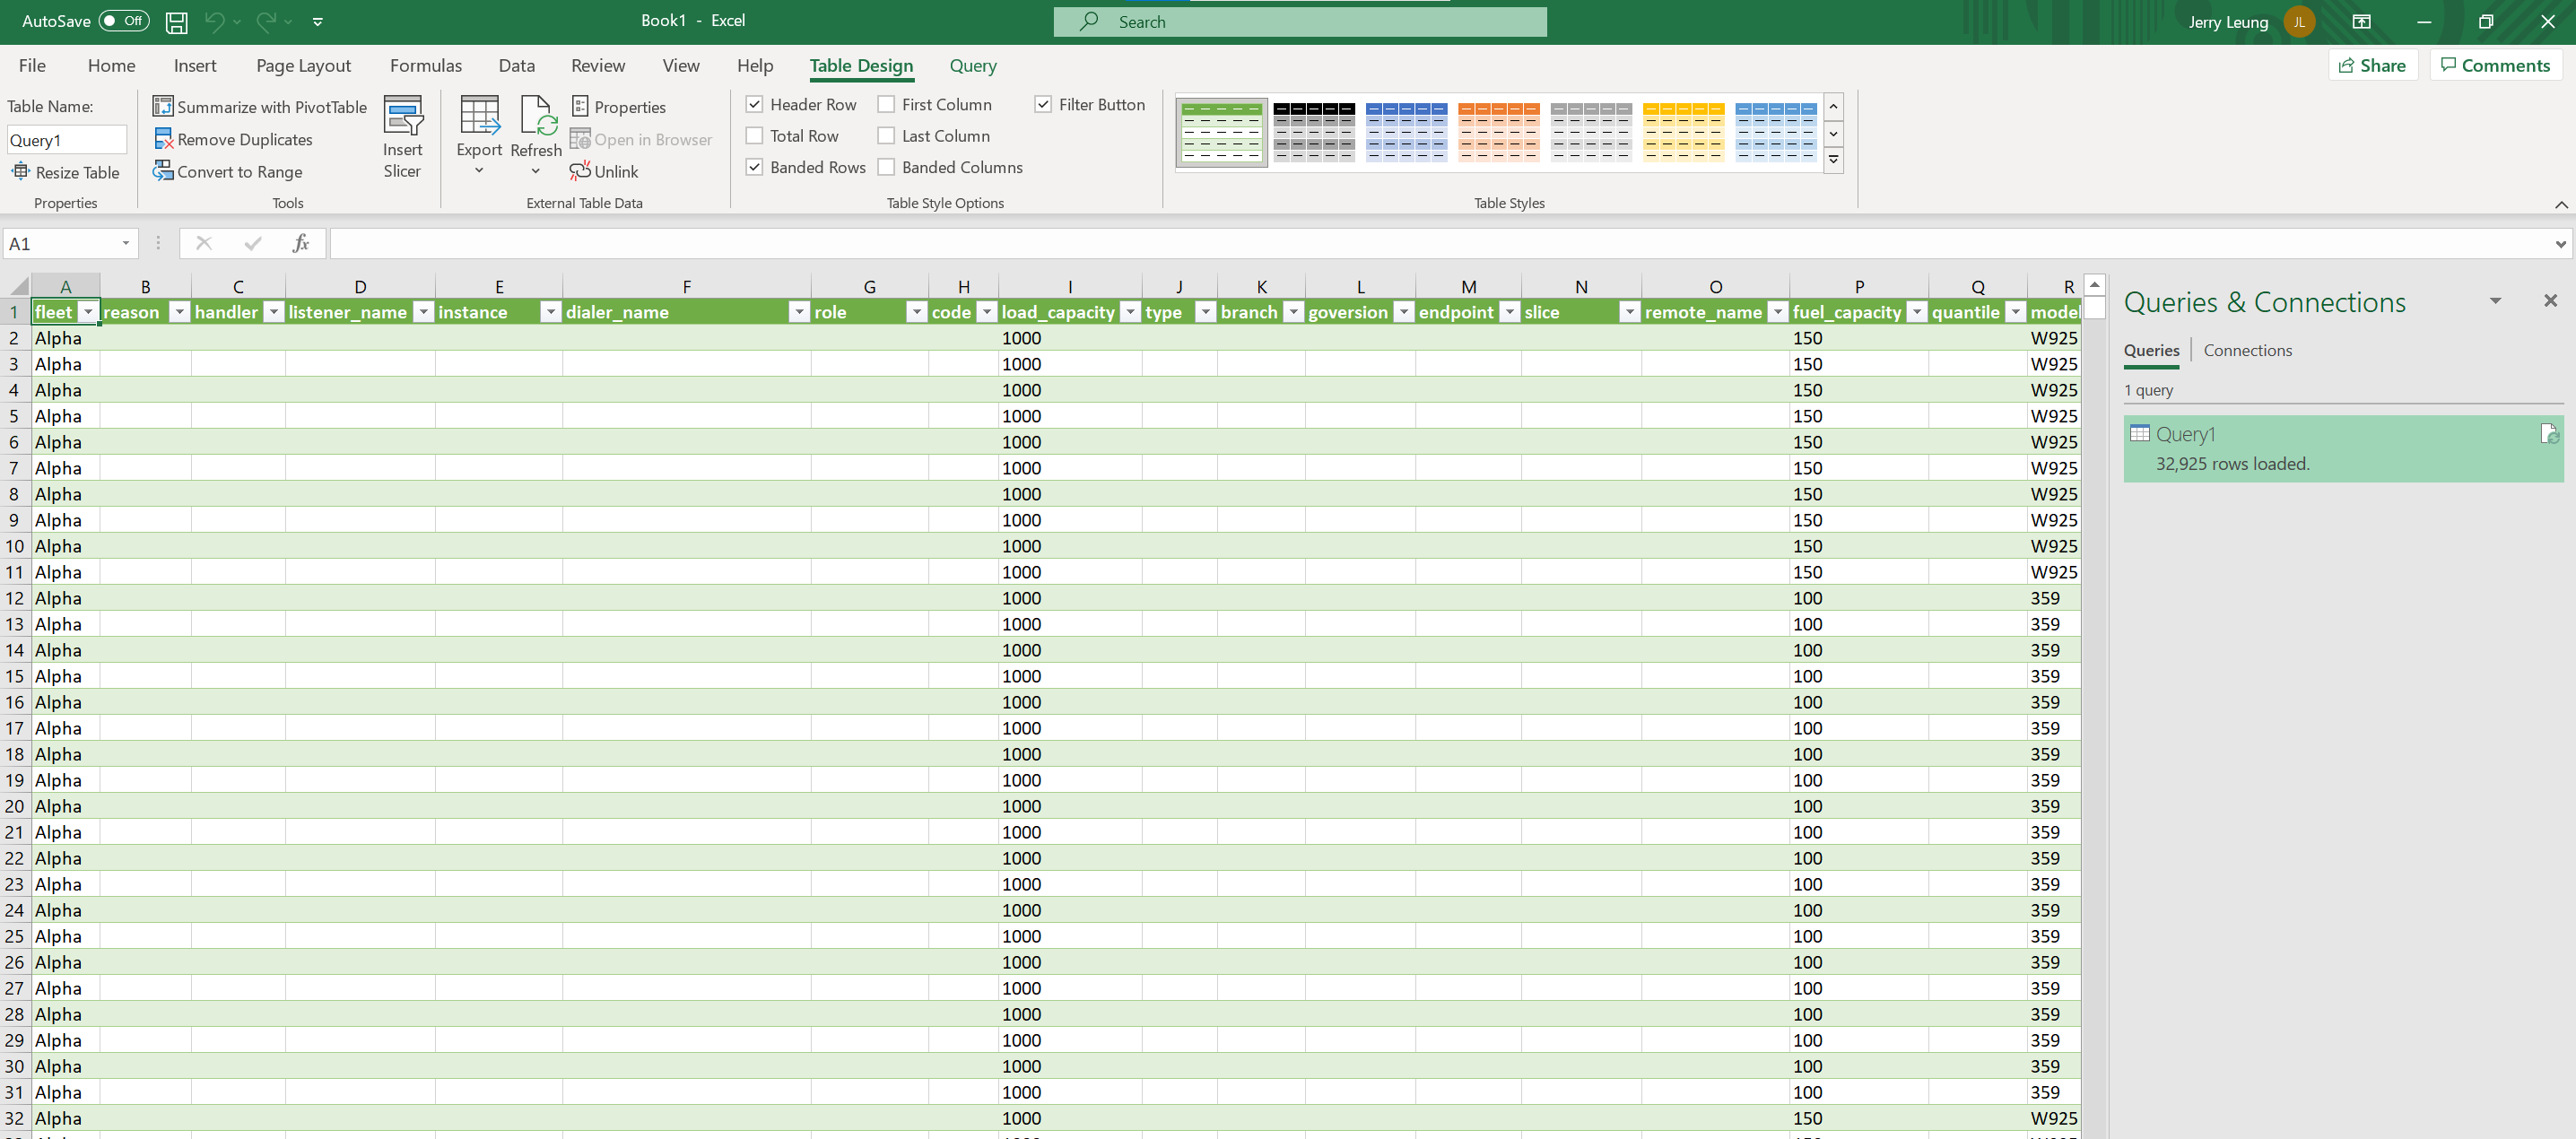 AutoSave Off Book1 - Excel Search Jerry Leung JL
File Home Insert Page Layout Formulas Data Review View Help Table Design Query Share Comments
Table Name:
Query1
Resize Table
Properties
Summarize with PivotTable
Remove Duplicates
Convert to Range
Insert
Slicer
Tools
Export
Refresh
Properties
Open in Browser
Unlink
External Table Data
Header Row First Column Filter Button
Total Row Last Column
Banded Rows Banded Columns
Table Style Options
Table Styles
A1 fx
A B C D E F G H I J K L M N O P Q R
1 fleet reason handler listener_name instance dialer_name role code load_capacity type branch goversion endpoint slice remote_name fuel_capacity quantile model
2 Alpha 1000 150 W925
3 Alpha 1000 150 W925
4 Alpha 1000 150 W925
5 Alpha 1000 150 W925
6 Alpha 1000 150 W925
7 Alpha 1000 150 W925
8 Alpha 1000 150 W925
9 Alpha 1000 150 W925
10 Alpha 1000 150 W925
11 Alpha 1000 150 W925
12 Alpha 1000 100 359
13 Alpha 1000 100 359
14 Alpha 1000 100 359
15 Alpha 1000 100 359
16 Alpha 1000 100 359
17 Alpha 1000 100 359
18 Alpha 1000 100 359
19 Alpha 1000 100 359
20 Alpha 1000 100 359
21 Alpha 1000 100 359
22 Alpha 1000 100 359
23 Alpha 1000 100 359
24 Alpha 1000 100 359
25 Alpha 1000 100 359
26 Alpha 1000 100 359
27 Alpha 1000 100 359
28 Alpha 1000 100 359
29 Alpha 1000 100 359
30 Alpha 1000 100 359
31 Alpha 1000 100 359
32 Alpha 1000 150 W925
Queries & Connections
Queries Connections
1 query
Query1
32,925 rows loaded.